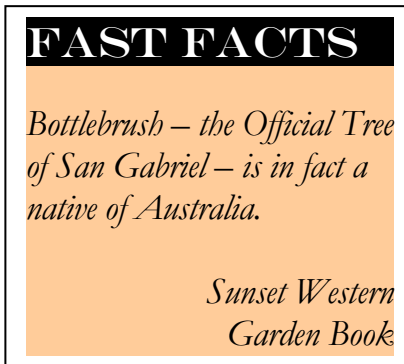 FAST FACTS
Bottlebrush – the Official Tree
of San Gabriel – is in fact a
native of Australia.
Sunset Western
Garden Book